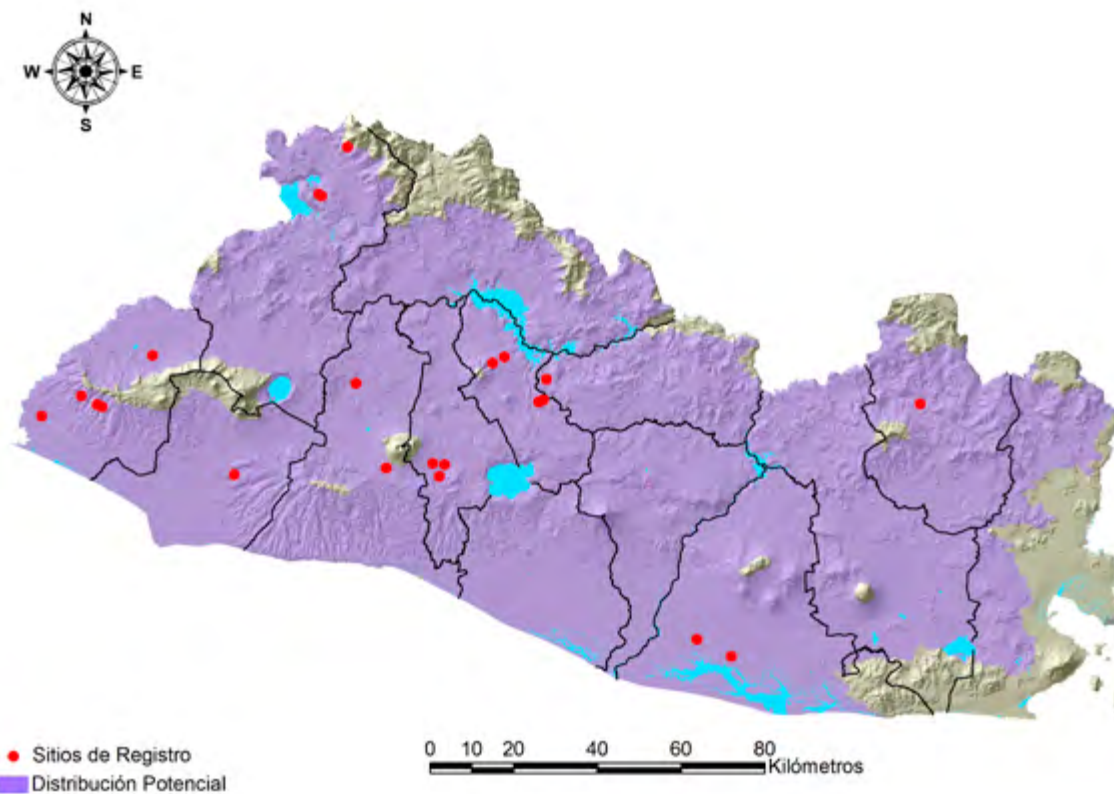 N
W E
S
Sitios de Registro
Distribución Potencial
0 10 20 40 60 80
Kilómetros